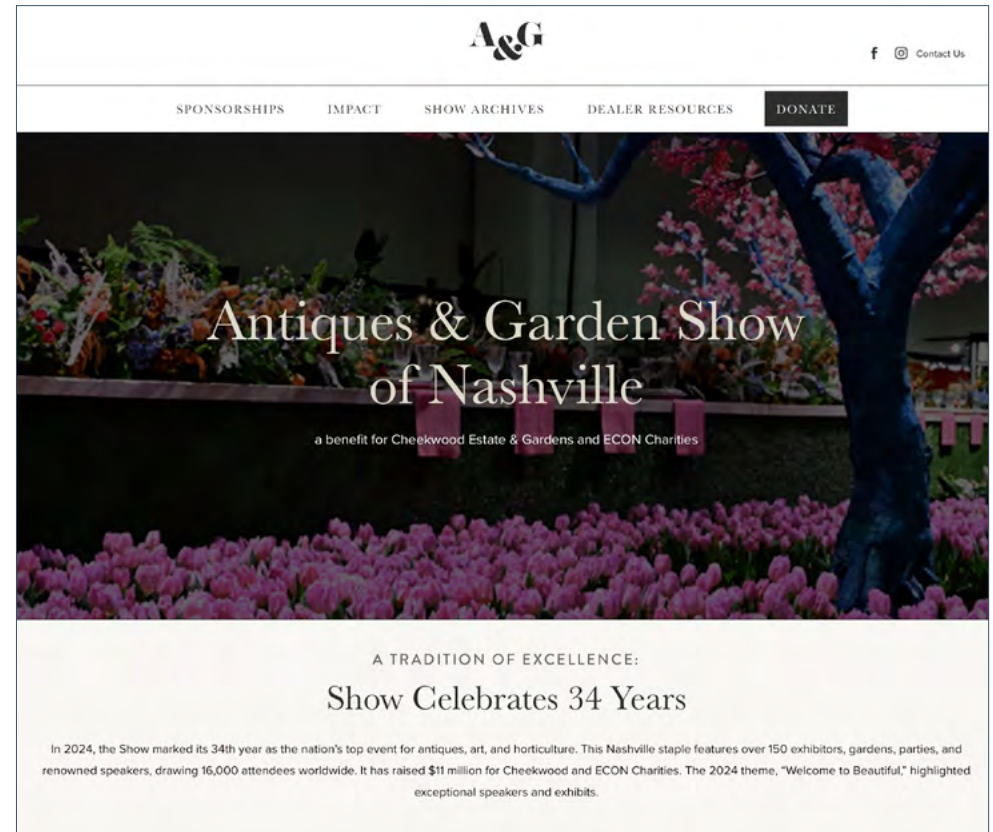 A&G
f Contact Us
SPONSORSHIPS IMPACT SHOW ARCHIVES DEALER RESOURCES DONATE
Antiques & Garden Show
of Nashville
a benefit for Cheekwood Estate & Gardens and ECON Charities
A TRADITION OF EXCELLENCE:
Show Celebrates 34 Years
In 2024, the Show marked its 34th year as the nation's top event for antiques, art, and horticulture. This Nashville staple features over 150 exhibitors, gardens, parties, and
renowned speakers, drawing 16,000 attendees worldwide. It has raised $11 million for Cheekwood and ECON Charities. The 2024 theme, "Welcome to Beautiful," highlighted
exceptional speakers and exhibits.